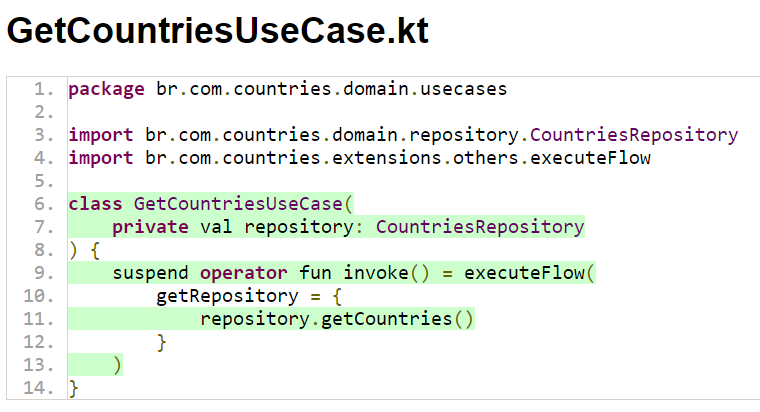 GetCountriesUseCase.kt
1. package br.com.countries.domain.usecases
2.
3. import br.com.countries.domain.repository.CountriesRepository
4. import br.com.countries.extensions.others.executeFlow
5.
6. class GetCountriesUseCase(
7.     private val repository: CountriesRepository
8. ) {
9.     suspend operator fun invoke() = executeFlow(
10.         getRepository = {
11.             repository.getCountries()
12.         }
13.     )
14. }